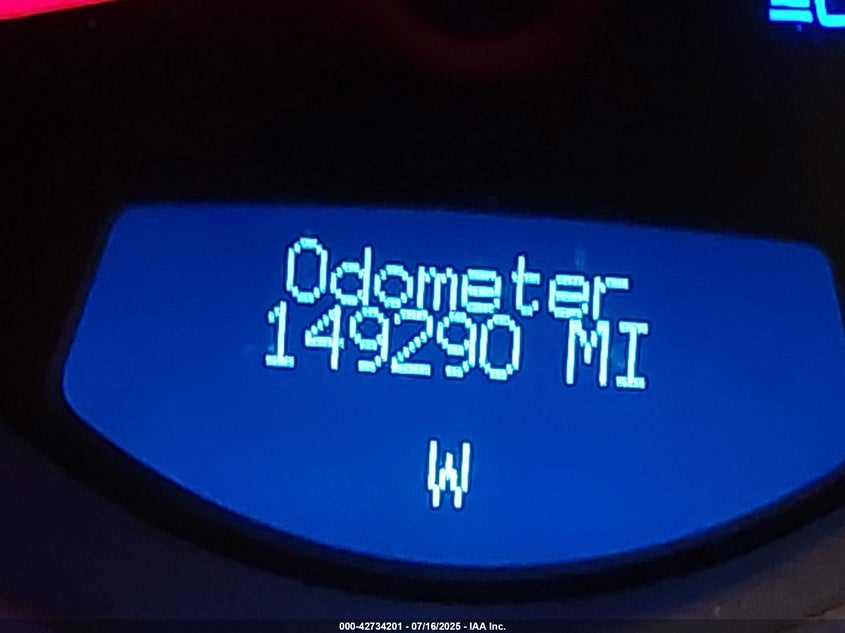 Odometer
149290 MI
W
000-42734201 - 07/16/2025 - IAA Inc.